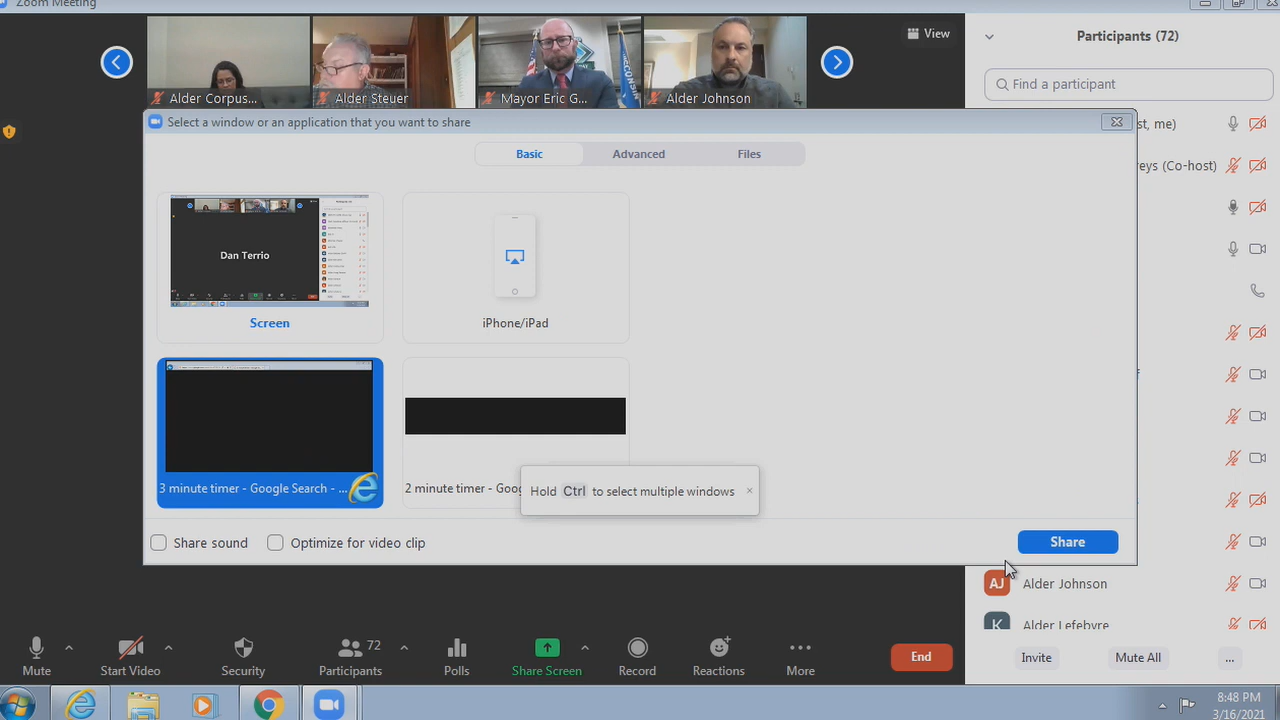 Zoom Meeting
Alder Corpus...
Alder Steuer
Mayor Eric G...
Alder Johnson
View
WISCONSIN
Participants (72)
Find a participant
Select a window or an application that you want to share
st, me)
Basic
Advanced
Files
reys (Co-host)
Dan Terrio
Screen
iPhone/iPad
3 minute timer - Google Search - ...
2 minute timer - Goog
Hold Ctrl to select multiple windows
Share sound
Optimize for video clip
Share
AJ
Alder Johnson
K
Alder Lefebvre
Mute
Start Video
Security
72
Participants
Polls
Share Screen
Record
Reactions
More
End
Invite
Mute All
...
8:48 PM
3/16/2021